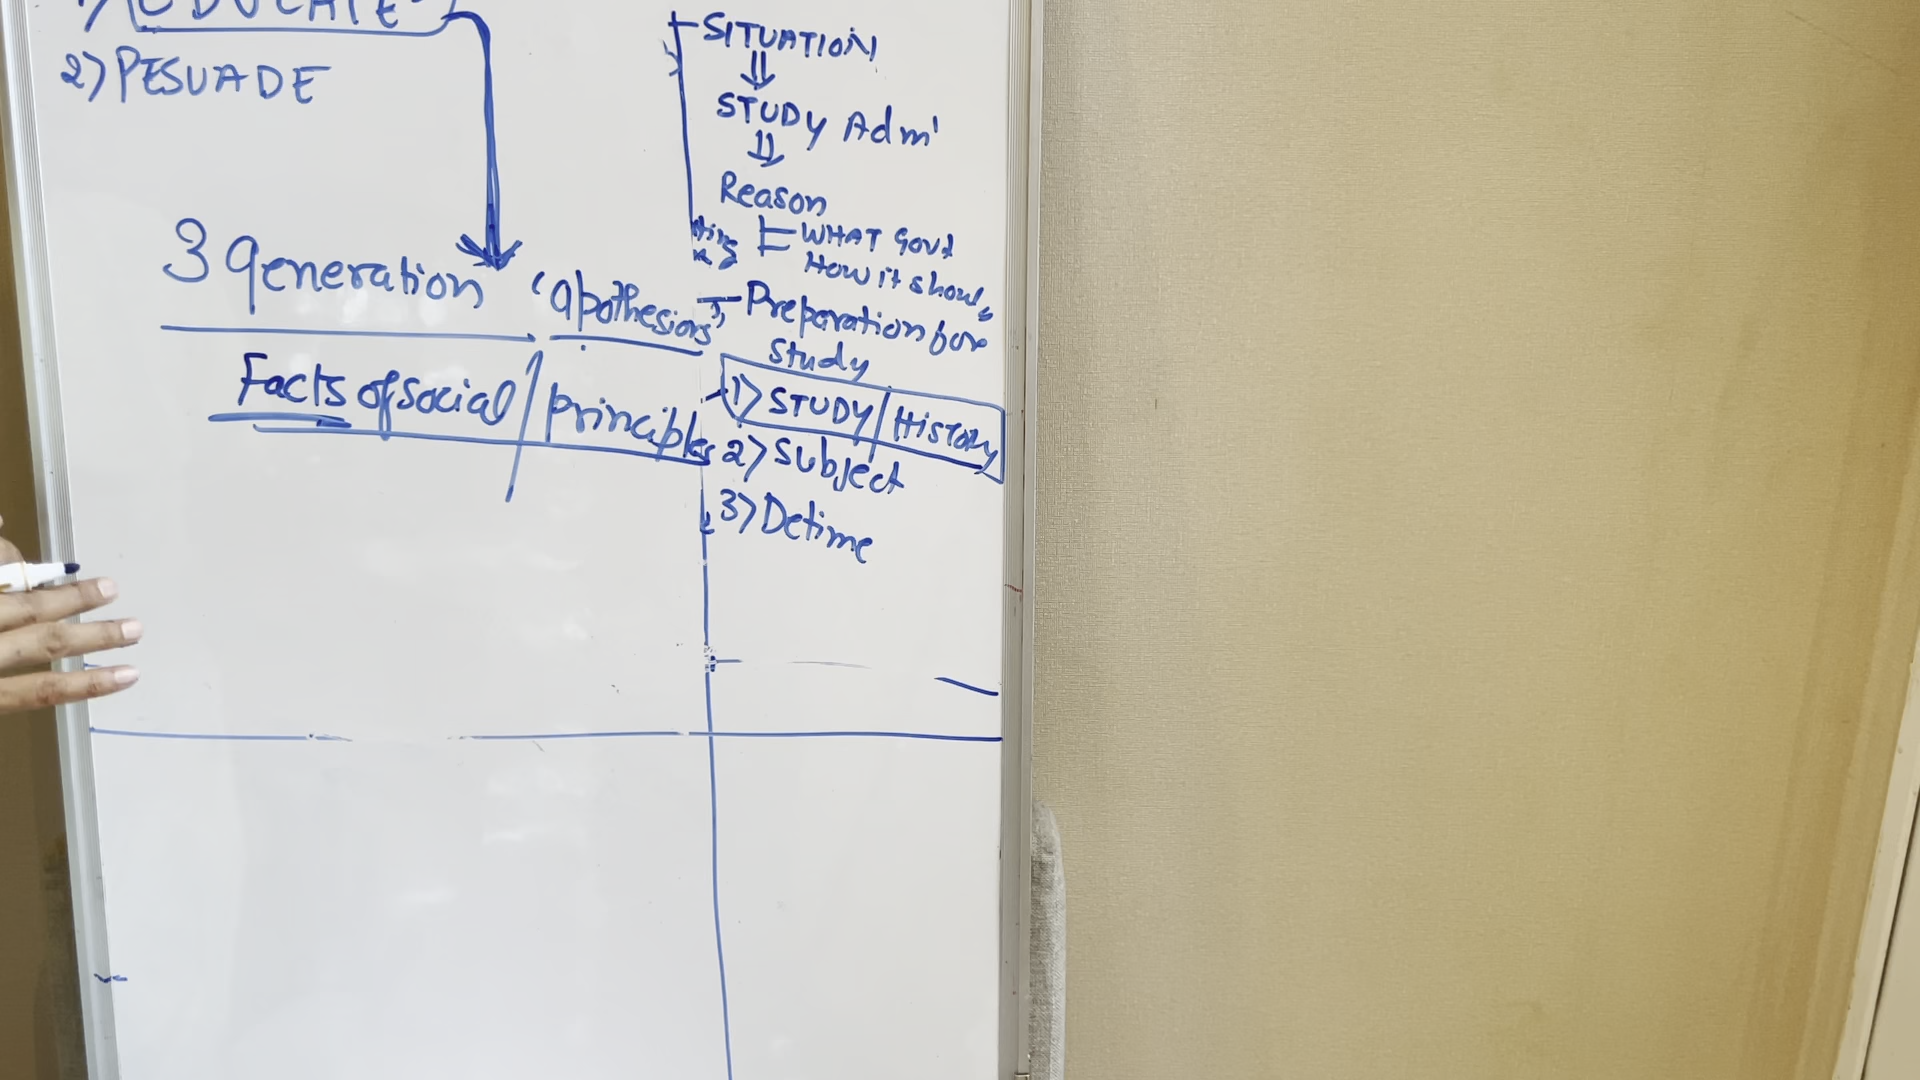 2) PESUADE
3 generation 'apothesions'
Facts of social / principles
SITUATION
STUDY Adm'
Reason
WHAT Govt
How it should
Preparation for
Study
1) STUDY / History
2) Subject
3) Detime